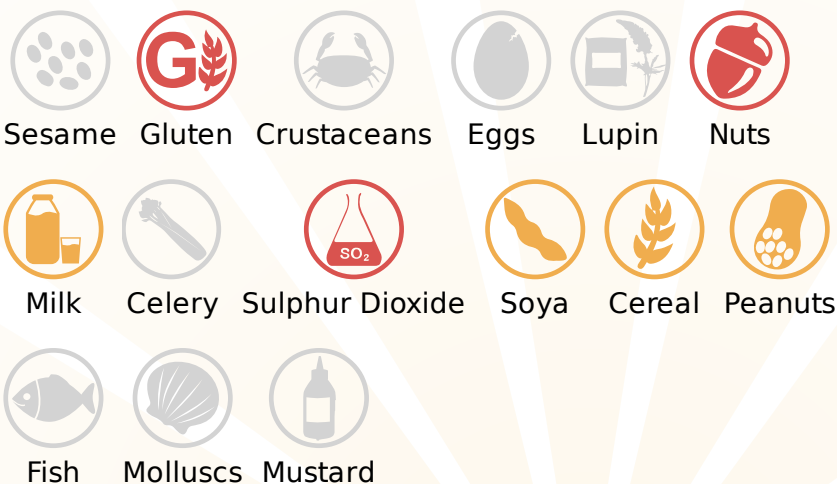 G
Sesame Gluten Crustaceans Eggs Lupin Nuts
SO₂
Milk Celery Sulphur Dioxide Soya Cereal Peanuts
Fish Molluscs Mustard